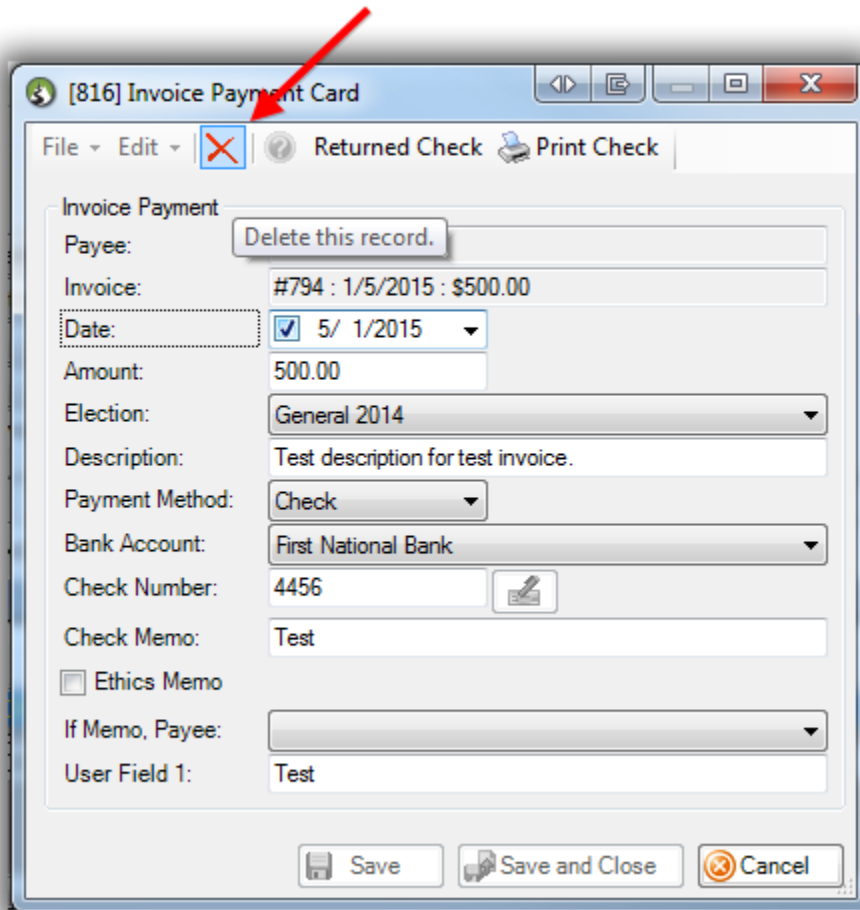 [816] Invoice Payment Card
File Edit Returned Check Print Check
Invoice Payment
Delete this record.
Payee:
Invoice: #794 : 1/5/2015 : $500.00
Date: 5/ 1/2015
Amount: 500.00
Election: General 2014
Description: Test description for test invoice.
Payment Method: Check
Bank Account: First National Bank
Check Number: 4456
Check Memo: Test
Ethics Memo
If Memo, Payee:
User Field 1: Test
Save Save and Close Cancel